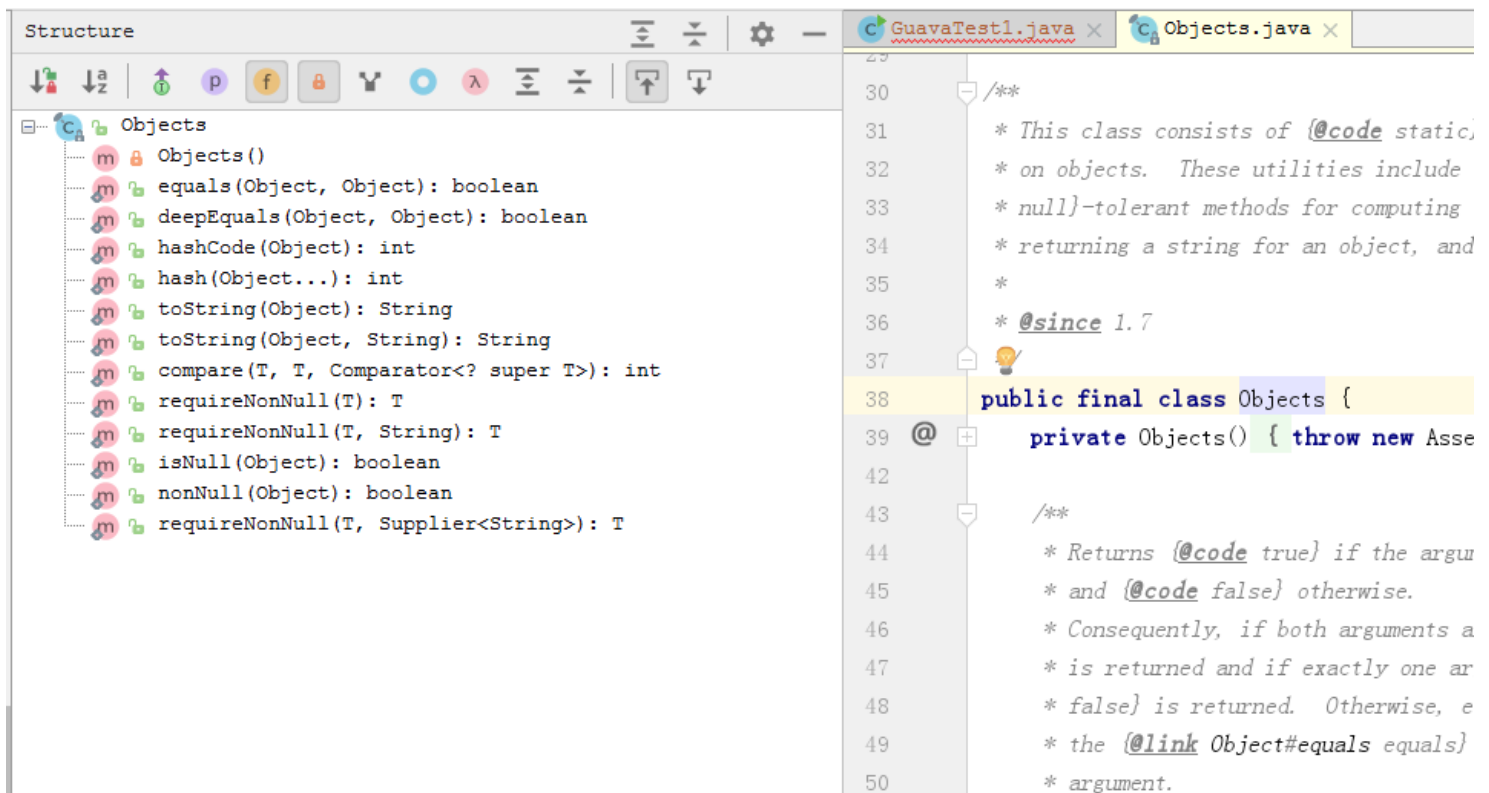 Structure
Objects
Objects()
equals(Object, Object): boolean
deepEquals(Object, Object): boolean
hashCode(Object): int
hash(Object...): int
toString(Object): String
toString(Object, String): String
compare(T, T, Comparator<? super T>): int
requireNonNull(T): T
requireNonNull(T, String): T
isNull(Object): boolean
nonNull(Object): boolean
requireNonNull(T, Supplier<String>): T
GuavaTest1.java Objects.java
29
30 /**
31 * This class consists of {@code static}
32 * on objects. These utilities include
33 * null}-tolerant methods for computing
34 * returning a string for an object, and
35 *
36 * @since 1.7
37
38 public final class Objects {
39 @ private Objects() { throw new Asse
42
43 /**
44 * Returns {@code true} if the argum
45 * and {@code false} otherwise.
46 * Consequently, if both arguments a
47 * is returned and if exactly one ar
48 * false} is returned. Otherwise, e
49 * the {@link Object#equals equals}
50 * argument.